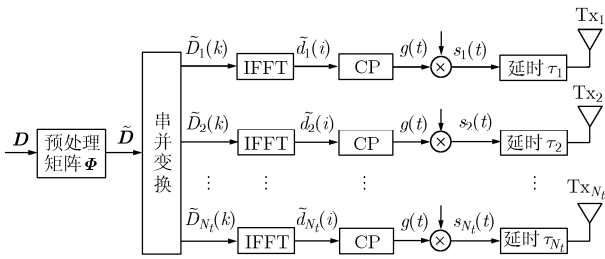 D
预处理
矩阵 Φ
D̃
串并变换
D̃₁(k) IFFT d̃₁(i) CP g(t) × s₁(t) 延时 τ₁ Tx₁
D̃₂(k) IFFT d̃₂(i) CP g(t) × s₂(t) 延时 τ₂ Tx₂
⋮ ⋮ ⋮ ⋮
D̃_{N_t}(k) IFFT d̃_{N_t}(i) CP g(t) × s_{N_t}(t) 延时 τ_{N_t} Tx_{N_t}